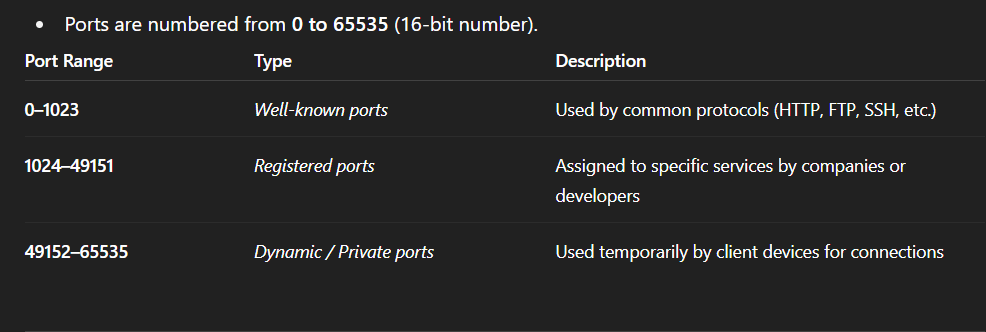 Ports are numbered from 0 to 65535 (16-bit number).
Port Range Type Description
0–1023 Well-known ports Used by common protocols (HTTP, FTP, SSH, etc.)
1024–49151 Registered ports Assigned to specific services by companies or
developers
49152–65535 Dynamic / Private ports Used temporarily by client devices for connections